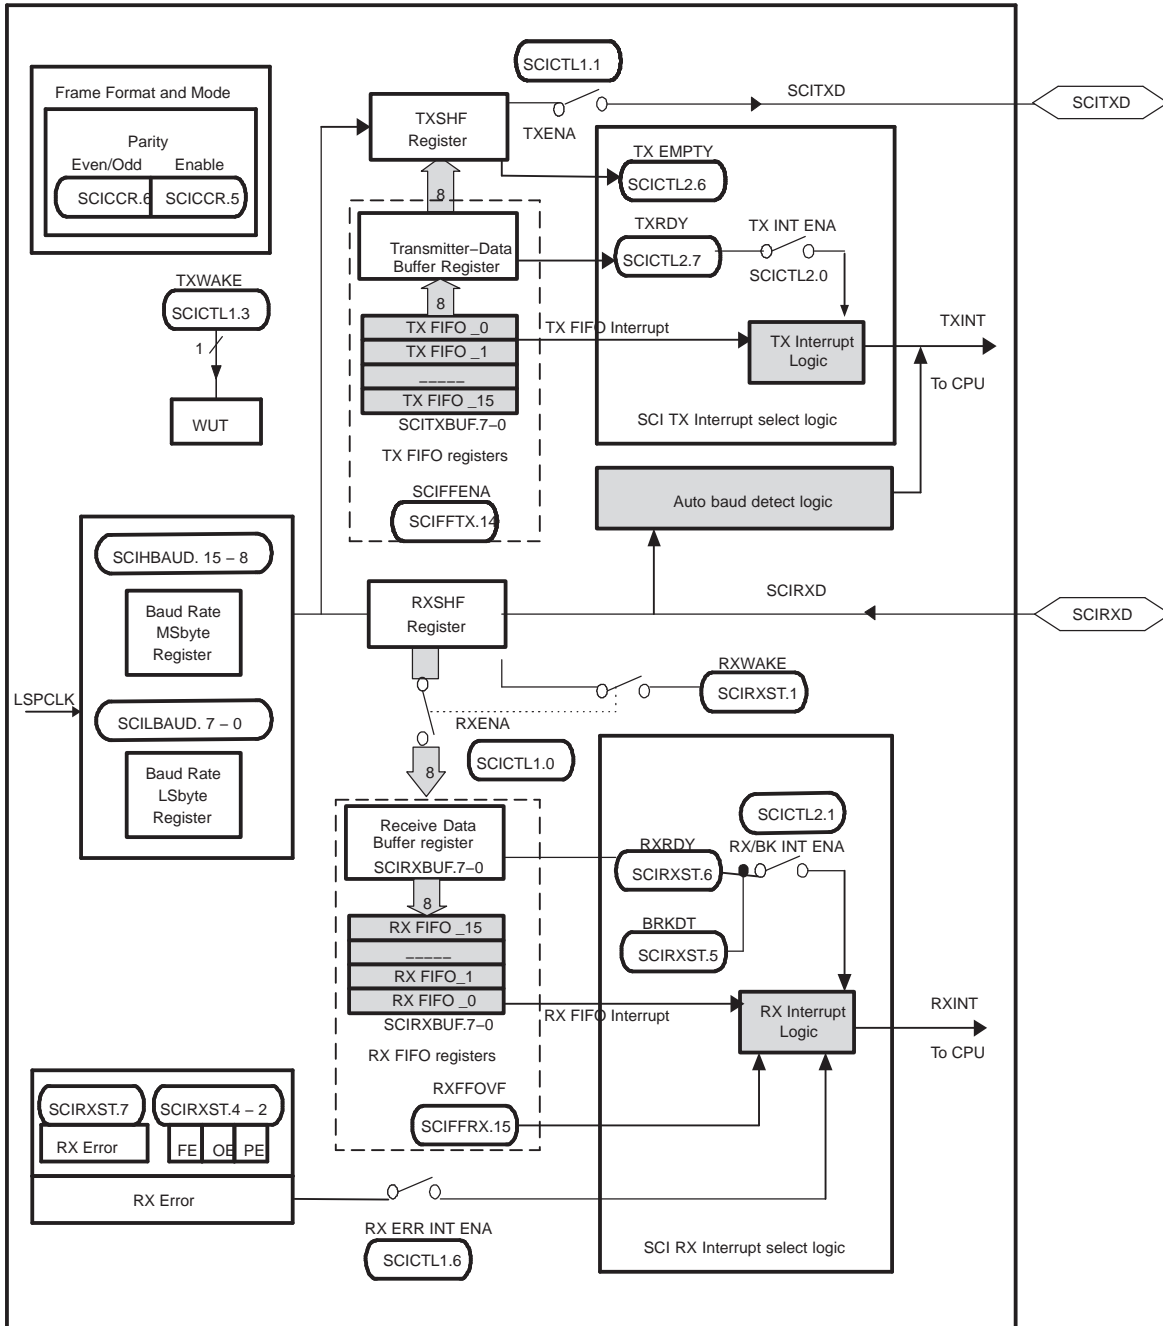 SCICTL1.1
Frame Format and Mode
Parity
Even/Odd Enable
SCICCR.6 SCICCR.5
TXWAKE
SCICTL1.3
1
WUT
TXSHF
Register
TXENA
SCITXD
SCITXD
8
Transmitter–Data
Buffer Register
8
TX FIFO _0
TX FIFO _1
_____
TX FIFO _15
SCITXBUF.7–0
TX FIFO registers
SCIFFENA
SCIFFTX.14
TX EMPTY
SCICTL2.6
TXRDY
SCICTL2.7
TX INT ENA
SCICTL2.0
TX FIFO Interrupt
TX Interrupt
Logic
SCI TX Interrupt select logic
TXINT
To CPU
Auto baud detect logic
SCIHBAUD. 15 – 8
Baud Rate
MSbyte
Register
LSPCLK
SCILBAUD. 7 – 0
Baud Rate
LSbyte
Register
RXSHF
Register
SCIRXD
SCIRXD
RXWAKE
SCIRXST.1
RXENA
SCICTL1.0
8
Receive Data
Buffer register
SCIRXBUF.7–0
8
RX FIFO _15
_____
RX FIFO_1
RX FIFO _0
SCIRXBUF.7–0
RX FIFO registers
RXFFOVF
SCIFFRX.15
SCICTL2.1
RX/BK INT ENA
RXRDY
SCIRXST.6
BRKDT
SCIRXST.5
RX FIFO Interrupt
RX Interrupt
Logic
RXINT
To CPU
SCI RX Interrupt select logic
SCIRXST.7 SCIRXST.4 – 2
RX Error FE OE PE
RX Error
RX ERR INT ENA
SCICTL1.6